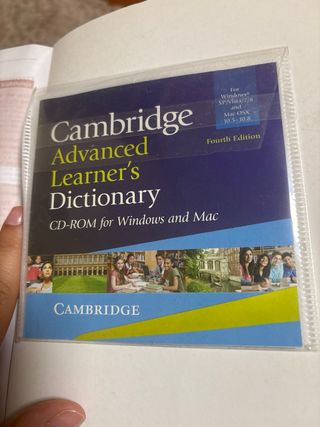 For
Windows®
XP/Vista/7/8
and
Mac OSX
10.5–10.8
Cambridge
Fourth Edition
Advanced
Learner's
Dictionary
CD-ROM for Windows and Mac
CAMBRIDGE